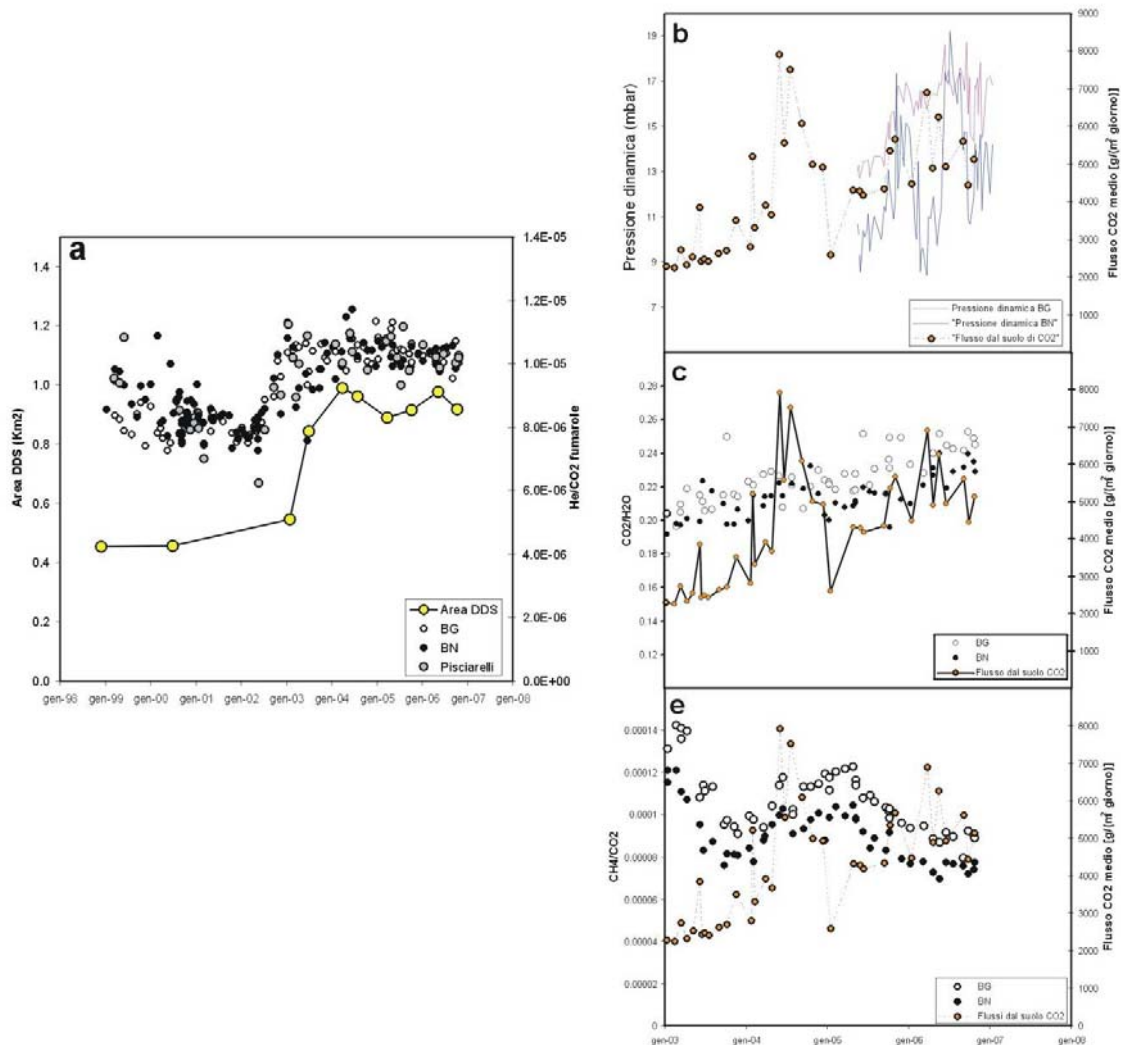 a
1.4
1.2
1.0
0.8
0.6
0.4
0.2
0.0
Area DDS (Km2)
1.4E-05
1.2E-05
1.0E-05
8.0E-06
6.0E-06
4.0E-06
2.0E-06
0.0E+00
He/CO2 fumarole
Area DDS
BG
BN
Pisciarelli
gen-98 gen-99 gen-00 gen-01 gen-02 gen-03 gen-04 gen-05 gen-06 gen-07 gen-08
b
19
17
15
13
11
9
7
Pressione dinamica (mbar)
9000
8000
7000
6000
5000
4000
3000
2000
1000
Flusso CO2 medio [g/(m² giorno)]
Pressione dinamica BG
"Pressione dinamica BN"
"Flusso dal suolo di CO2"
c
0.28
0.26
0.24
0.22
0.20
0.18
0.16
0.14
0.12
CO2/H2O
8000
7000
6000
5000
4000
3000
2000
1000
Flusso CO2 medio [g/(m² giorno)]
BG
BN
Flusso dal suolo CO2
e
0.00014
0.00012
0.0001
0.00008
0.00006
0.00004
0.00002
0
CH4/CO2
8000
7000
6000
5000
4000
3000
2000
1000
0
Flusso CO2 medio [g/(m² giorno)]
BG
BN
Flussi dal suolo CO2
gen-03 gen-04 gen-05 gen-06 gen-07 gen-08